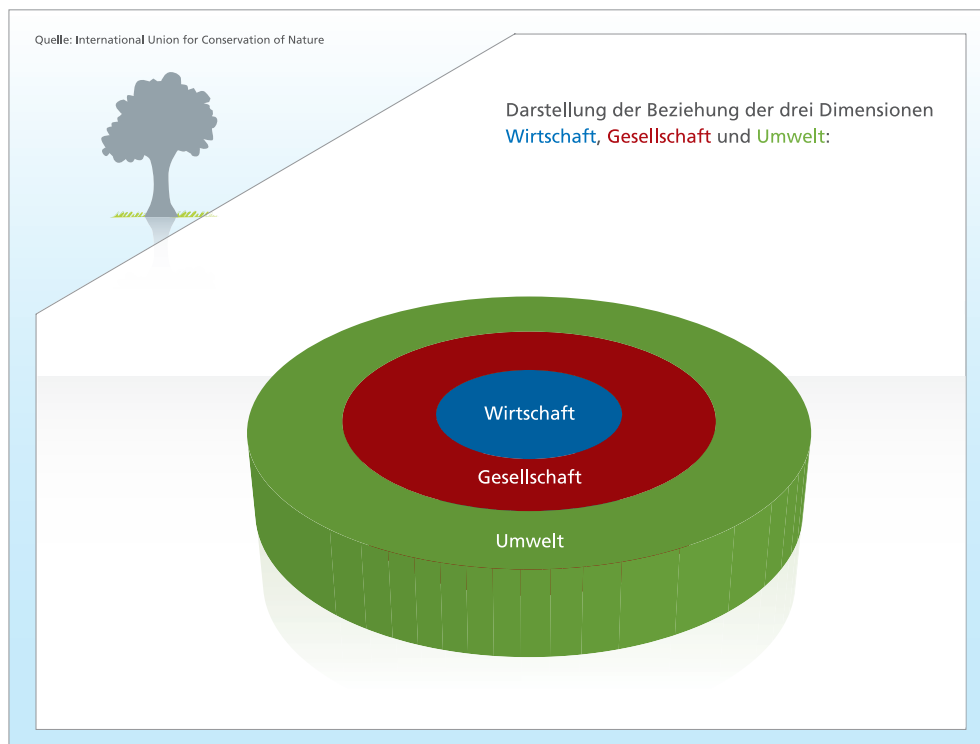 Quelle: International Union for Conservation of Nature
Darstellung der Beziehung der drei Dimensionen
Wirtschaft, Gesellschaft und Umwelt:
Wirtschaft
Gesellschaft
Umwelt